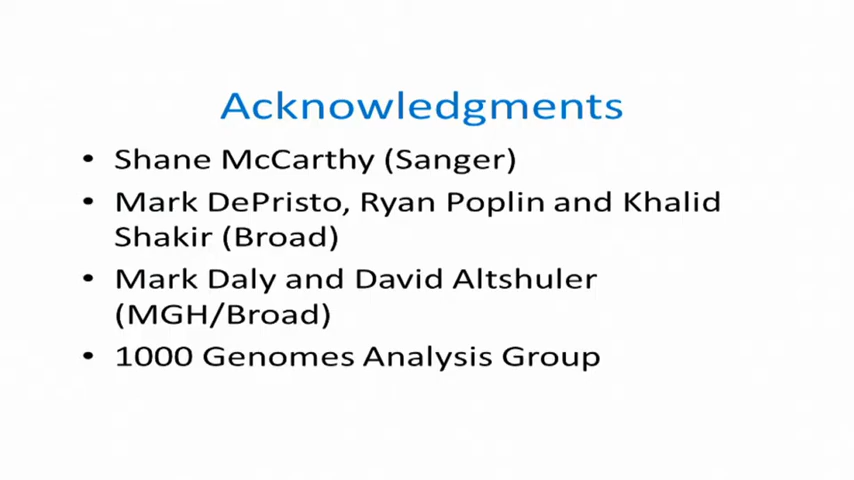 Acknowledgments
• Shane McCarthy (Sanger)
• Mark DePristo, Ryan Poplin and Khalid
Shakir (Broad)
• Mark Daly and David Altshuler
(MGH/Broad)
• 1000 Genomes Analysis Group